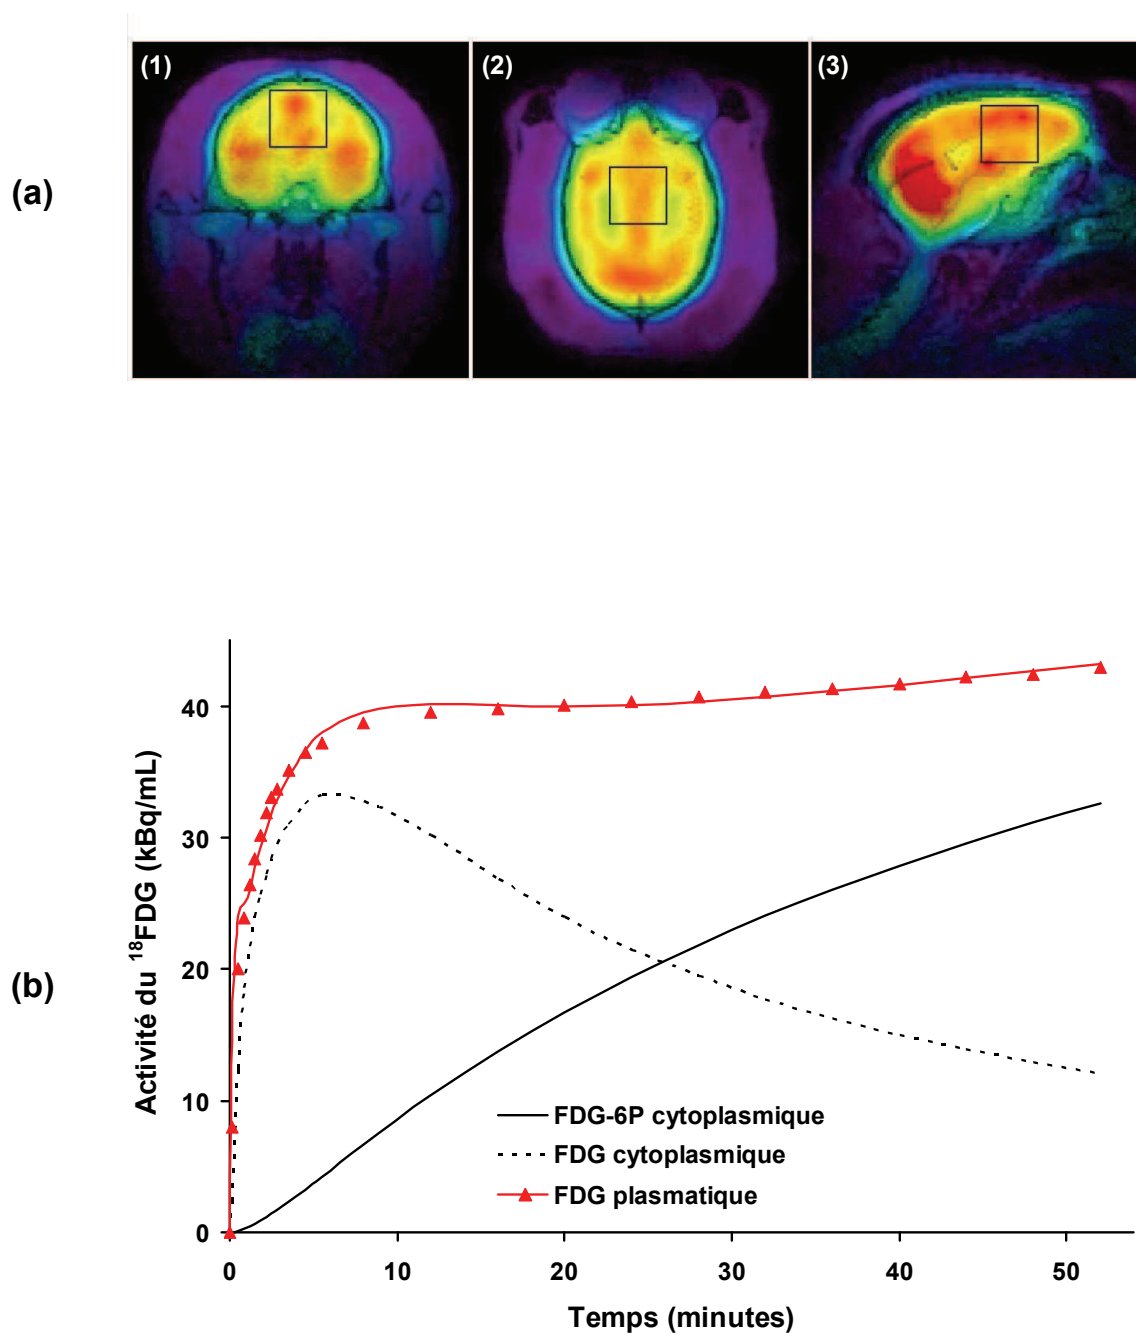 (a)
(1)
(2)
(3)
(b)
Activité du ¹⁸FDG (kBq/mL)
40
30
20
10
0
FDG-6P cytoplasmique
FDG cytoplasmique
FDG plasmatique
0 10 20 30 40 50
Temps (minutes)